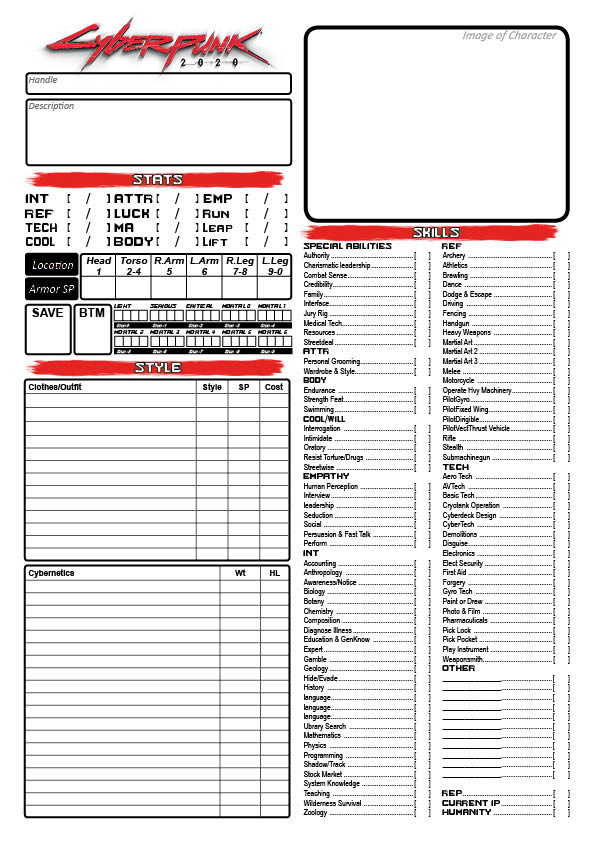 CYBERPUNK
2020
Handle
Description
STATS
INT [ / ] ATTR [ / ] EMP [ / ]
REF [ / ] LUCK [ / ] RUN [ / ]
TECH [ / ] MA [ / ] LEAP [ / ]
COOL [ / ] BODY [ / ] LIFT [ / ]
Location Head Torso R.Arm L.Arm R.Leg L.Leg
1 2-4 5 6 7-8 9-0
Armor SP
SAVE BTM
LIGHT SERIOUS CRITICAL MORTAL0 MORTAL1
Stun-0 Stun-1 Stun-2 Stun-3 Stun-4
MORTAL 2 MORTAL 3 MORTAL 4 MORTAL 5 MORTAL 6
Stun-5 Stun-6 Stun-7 Stun-8 Stun-9
STYLE
Clothes/Outfit Style SP Cost
Cybernetics Wt HL
Image of Character
SKILLS
SPECIAL ABILITIES
Authority [ ]
Charismatic leadership [ ]
Combat Sense [ ]
Credibility [ ]
Family [ ]
Interface [ ]
Jury Rig [ ]
Medical Tech [ ]
Resources [ ]
Streetdeal [ ]
ATTR
Personal Grooming [ ]
Wardrobe & Style [ ]
BODY
Endurance [ ]
Strength Feat [ ]
Swimming [ ]
COOL/WILL
Interrogation [ ]
Intimidate [ ]
Oratory [ ]
Resist Torture/Drugs [ ]
Streetwise [ ]
EMPATHY
Human Perception [ ]
Interview [ ]
leadership [ ]
Seduction [ ]
Social [ ]
Persuasion & Fast Talk [ ]
Perform [ ]
INT
Accounting [ ]
Anthropology [ ]
Awareness/Notice [ ]
Biology [ ]
Botany [ ]
Chemistry [ ]
Composition [ ]
Diagnose Illness [ ]
Education & GenKnow [ ]
Expert [ ]
Gamble [ ]
Geology [ ]
Hide/Evade [ ]
History [ ]
language [ ]
language [ ]
language [ ]
Ubrary Search [ ]
Mathematics [ ]
Physics [ ]
Programming [ ]
Shadow/Track [ ]
Stock Market [ ]
System Knowledge [ ]
Teaching [ ]
Wilderness Survival [ ]
Zoology [ ]
REF
Archery [ ]
Athletics [ ]
Brawling [ ]
Dance [ ]
Dodge & Escape [ ]
Driving [ ]
Fencing [ ]
Handgun [ ]
Heavy Weapons [ ]
Martial Art [ ]
Martial Art 2 [ ]
Martial Art 3 [ ]
Melee [ ]
Motorcycle [ ]
Operate Hvy Machinery [ ]
PilotGyro [ ]
PilotFixed Wing [ ]
PilotDirigible [ ]
PilotVectThrust Vehicle [ ]
Rifle [ ]
Stealth [ ]
Submachinegun [ ]
TECH
Aero Tech [ ]
AVTech [ ]
Basic Tech [ ]
Cryotank Operation [ ]
Cyberdeck Design [ ]
CyberTech [ ]
Demolitions [ ]
Disguise [ ]
Electronics [ ]
Elect Security [ ]
First Aid [ ]
Forgery [ ]
Gyro Tech [ ]
Paint or Draw [ ]
Photo & Film [ ]
Pharmacuticals [ ]
Pick Lock [ ]
Pick Pocket [ ]
Play Instrument [ ]
Weaponsmith [ ]
OTHER
REP [ ]
CURRENT IP [ ]
HUMANITY [ ]